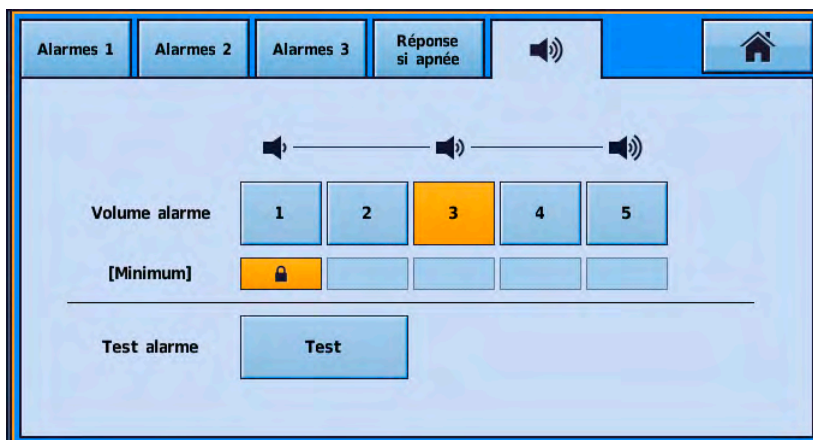 Alarmes 1
Alarmes 2
Alarmes 3
Réponse
si apnée
Volume alarme
1
2
3
4
5
[Minimum]
Test alarme
Test